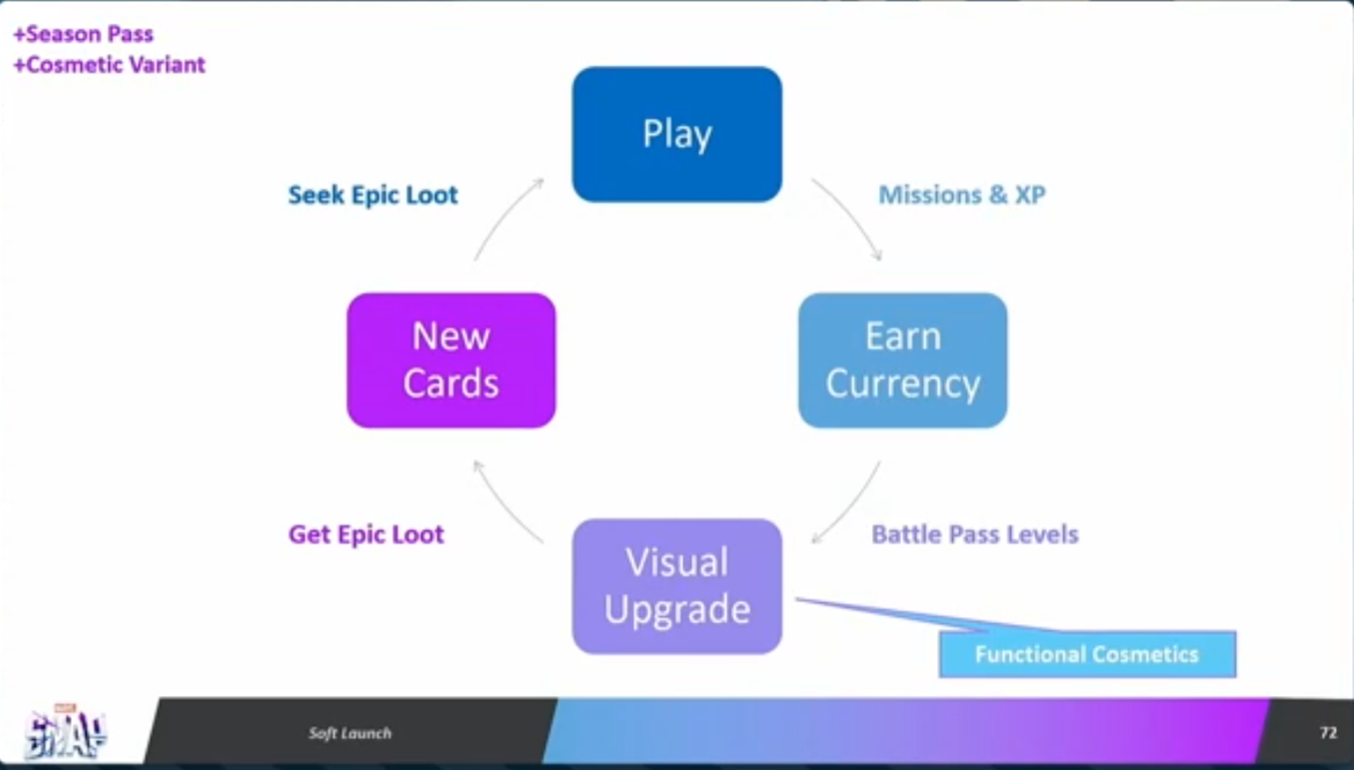 +Season Pass
+Cosmetic Variant
Play
Seek Epic Loot
Missions & XP
New
Cards
Earn
Currency
Get Epic Loot
Visual
Upgrade
Battle Pass Levels
Functional Cosmetics
MARVEL
SNAP
Soft Launch
72